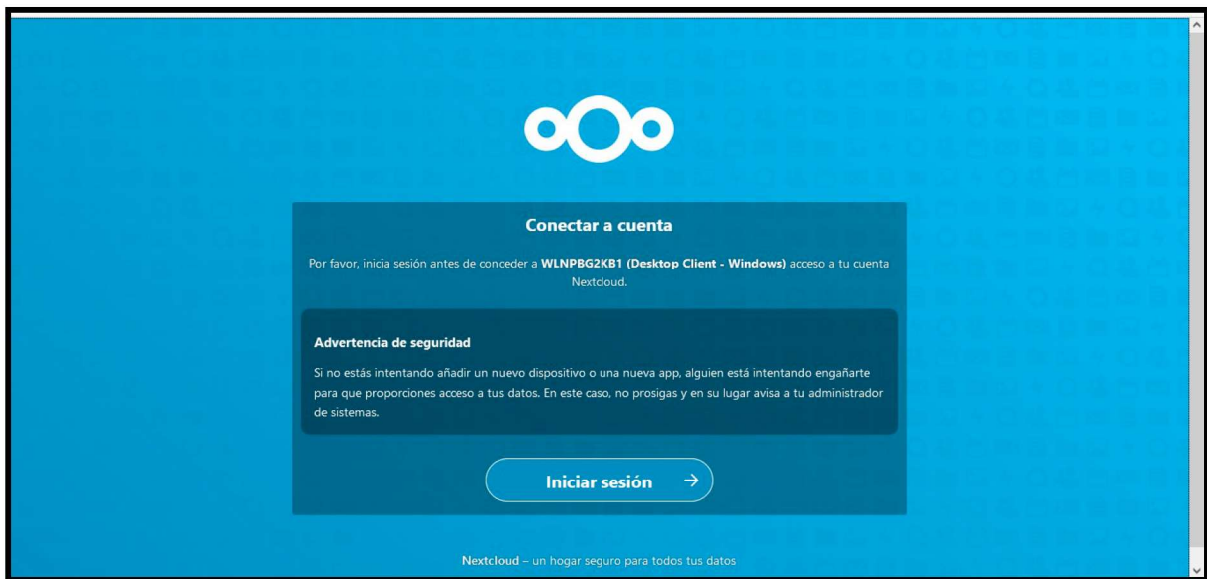 Conectar a cuenta
Por favor, inicia sesión antes de conceder a WLNPBG2KB1 (Desktop Client - Windows) acceso a tu cuenta
Nextcloud.
Advertencia de seguridad
Si no estás intentando añadir un nuevo dispositivo o una nueva app, alguien está intentando engañarte
para que proporciones acceso a tus datos. En este caso, no prosigas y en su lugar avisa a tu administrador
de sistemas.
Iniciar sesión →
Nextcloud – un hogar seguro para todos tus datos